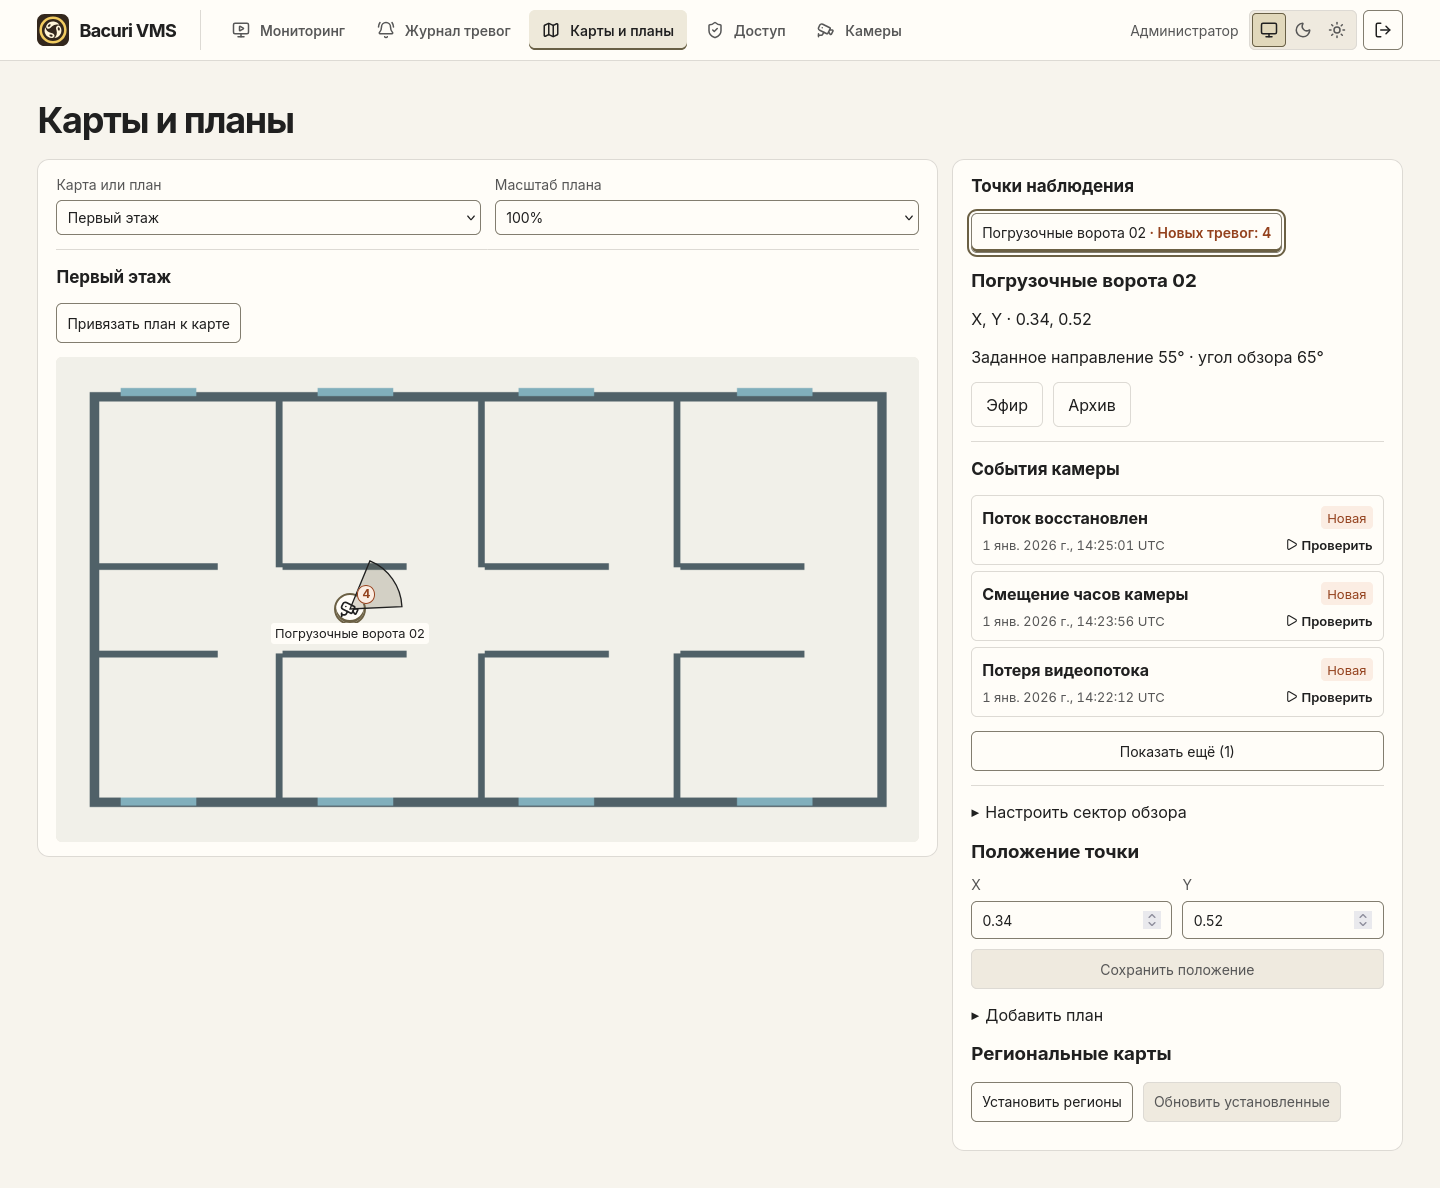 Bacuri VMS
Мониторинг
Журнал тревог
Карты и планы
Доступ
Камеры
Администратор
Карты и планы
Карта или план
Масштаб плана
Первый этаж
100%
Первый этаж
Привязать план к карте
4
Погрузочные ворота 02
Точки наблюдения
Погрузочные ворота 02 · Новых тревог: 4
Погрузочные ворота 02
X, Y · 0.34, 0.52
Заданное направление 55° · угол обзора 65°
Эфир
Архив
События камеры
Поток восстановлен
Новая
1 янв. 2026 г., 14:25:01 UTC
Проверить
Смещение часов камеры
Новая
1 янв. 2026 г., 14:23:56 UTC
Проверить
Потеря видеопотока
Новая
1 янв. 2026 г., 14:22:12 UTC
Проверить
Показать ещё (1)
Настроить сектор обзора
Положение точки
X
Y
0.34
0.52
Сохранить положение
Добавить план
Региональные карты
Установить регионы
Обновить установленные